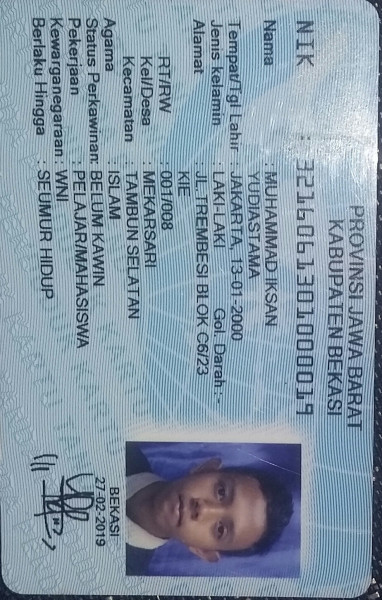 PROVINSI JAWA BARAT
KABUPATEN BEKASI
NIK : 3216061301000019
Nama : MUHAMMAD IKSAN
YUDIASTAMA
Tempat/Tgl Lahir : JAKARTA, 13-01-2000
Jenis kelamin : LAKI-LAKI Gol. Darah :-
Alamat : JL.TREMBESI BLOK C6/23
KIE
RT/RW : 001/008
Kel/Desa : MEKARSARI
Kecamatan : TAMBUN SELATAN
Agama : ISLAM
Status Perkawinan: BELUM KAWIN
Pekerjaan : PELAJAR/MAHASISWA
Kewarganegaraan: WNI
Berlaku Hingga : SEUMUR HIDUP
BEKASI
27-02-2019